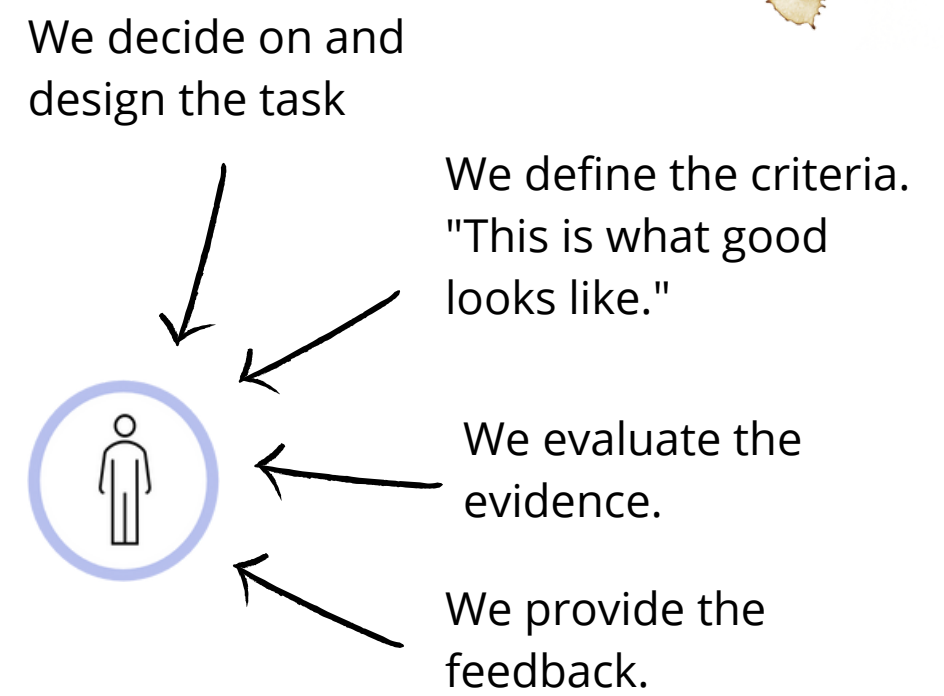 We decide on and
design the task
We define the criteria.
"This is what good
looks like."
We evaluate the
evidence.
We provide the
feedback.